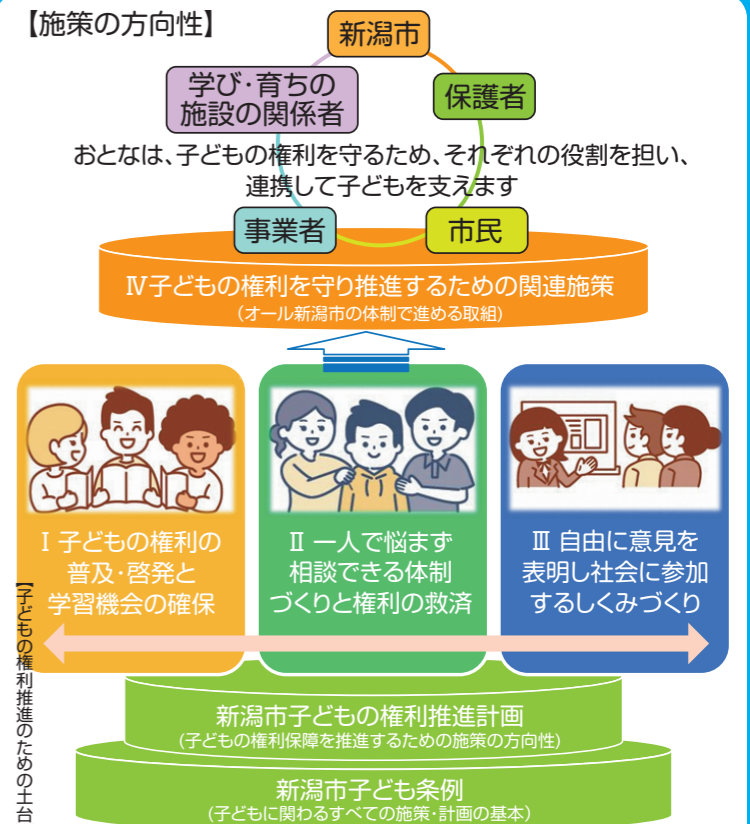 【施策の方向性】
新潟市
学び・育ちの
施設の関係者
保護者
おとなは、子どもの権利を守るため、それぞれの役割を担い、
連携して子どもを支えます
事業者
市民
Ⅳ子どもの権利を守り推進するための関連施策
(オール新潟市の体制で進める取組)
Ⅰ 子どもの権利の
普及・啓発と
学習機会の確保
Ⅱ 一人で悩まず
相談できる体制
づくりと権利の救済
Ⅲ 自由に意見を
表明し社会に参加
するしくみづくり
【子どもの権利推進のための土台
新潟市子どもの権利推進計画
(子どもの権利保障を推進するための施策の方向性)
新潟市子ども条例
(子どもに関わるすべての施策・計画の基本)